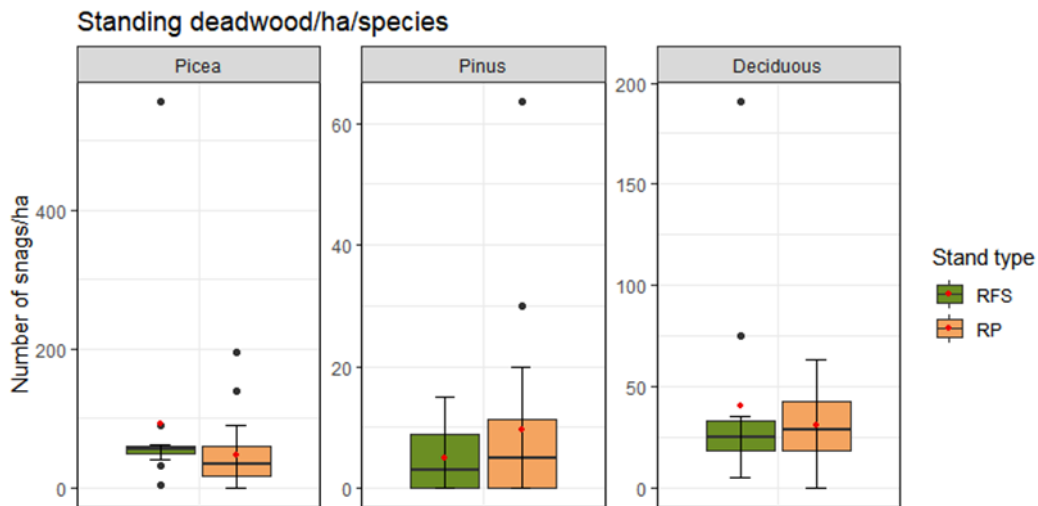 Standing deadwood/ha/species
Picea
Pinus
Deciduous
Number of snags/ha
400
200
0
60
40
20
0
200
150
100
50
0
Stand type
RFS
RP